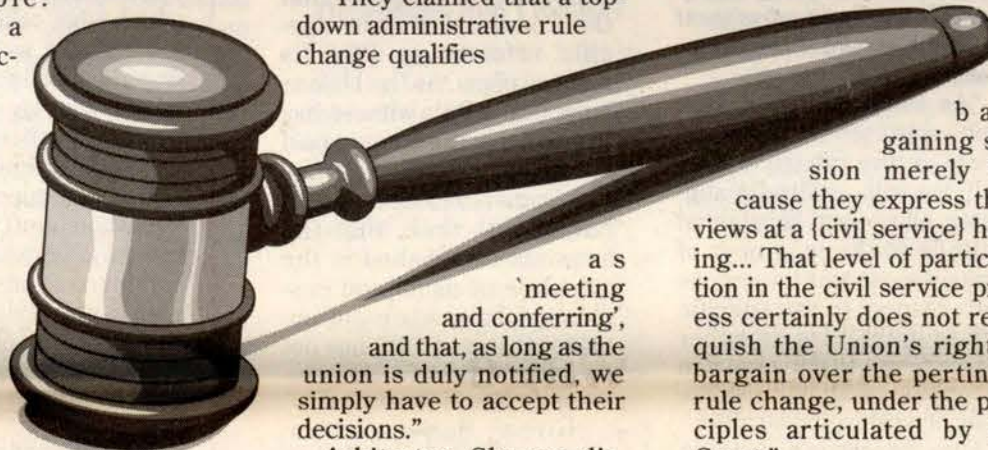 a
c-
They claimed that a top
down administrative rule
change qualifies
a s
`meeting
and conferring',
and that, as long as the
union is duly notified, we
simply have to accept their
decisions."
b a
gaining s
sion merely
cause they express th
views at a {civil service} h
ing... That level of partic
tion in the civil service pr
ess certainly does not re
quish the Union's right
bargain over the pertin
rule change, under the p
ciples articulated by